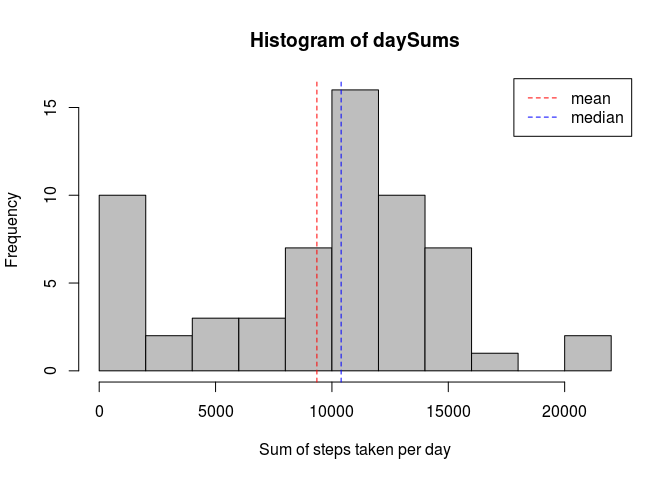 Histogram of daySums
mean
median
Frequency
15
10
5
0
0 5000 10000 15000 20000
Sum of steps taken per day